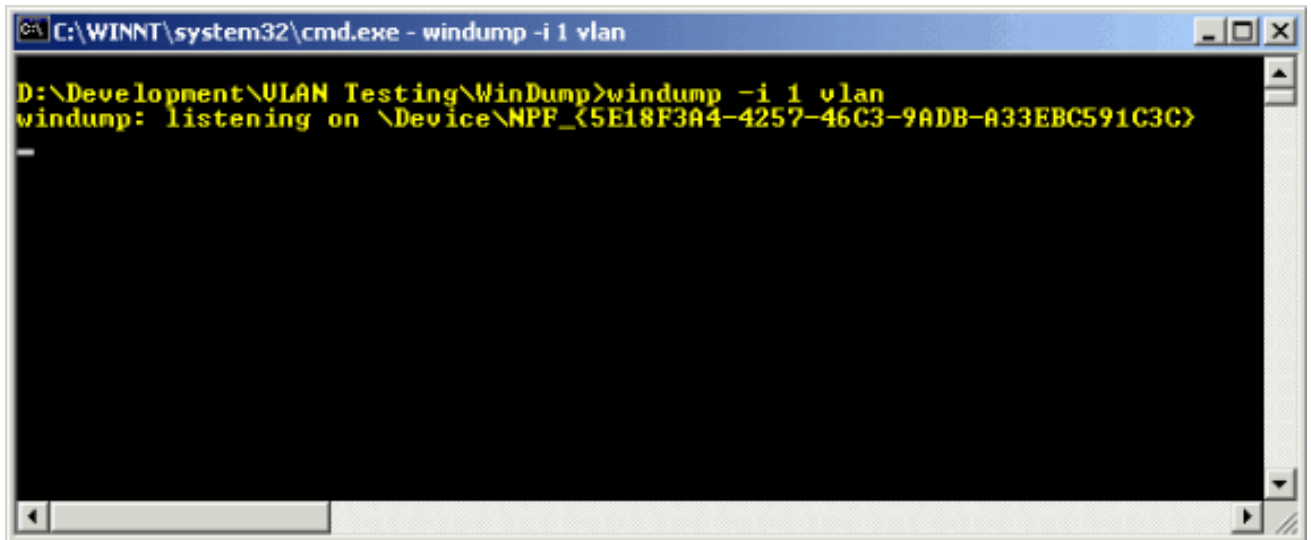 C:\WINNT\system32\cmd.exe - windump -i 1 vlan
D:\Development\VLAN Testing\WinDump>windump -i 1 vlan
windump: listening on \Device\NPF_{5E18F3A4-4257-46C3-9ADB-A33EBC591C3C}